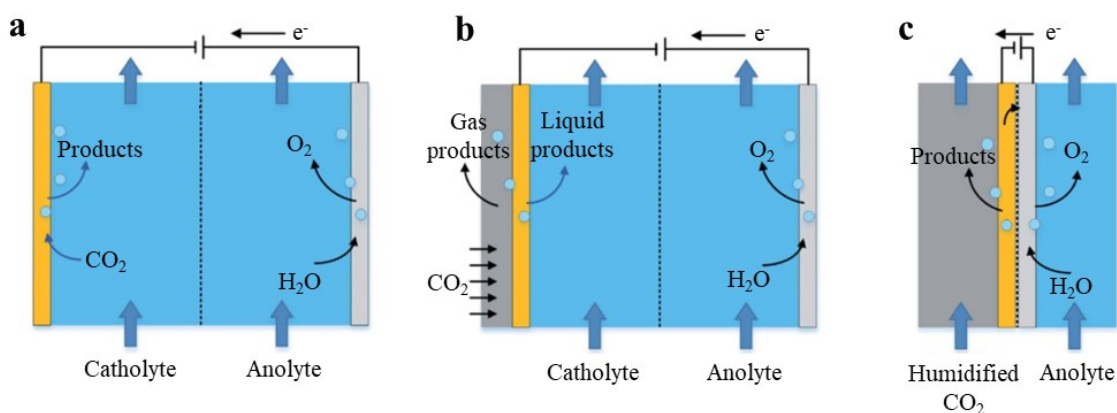 a
e-
Products
O₂
CO₂
H₂O
Catholyte
Anolyte
b
e-
Gas
products
Liquid
products
O₂
CO₂
H₂O
Catholyte
Anolyte
c
e-
Products
O₂
H₂O
Humidified
CO₂
Anolyte